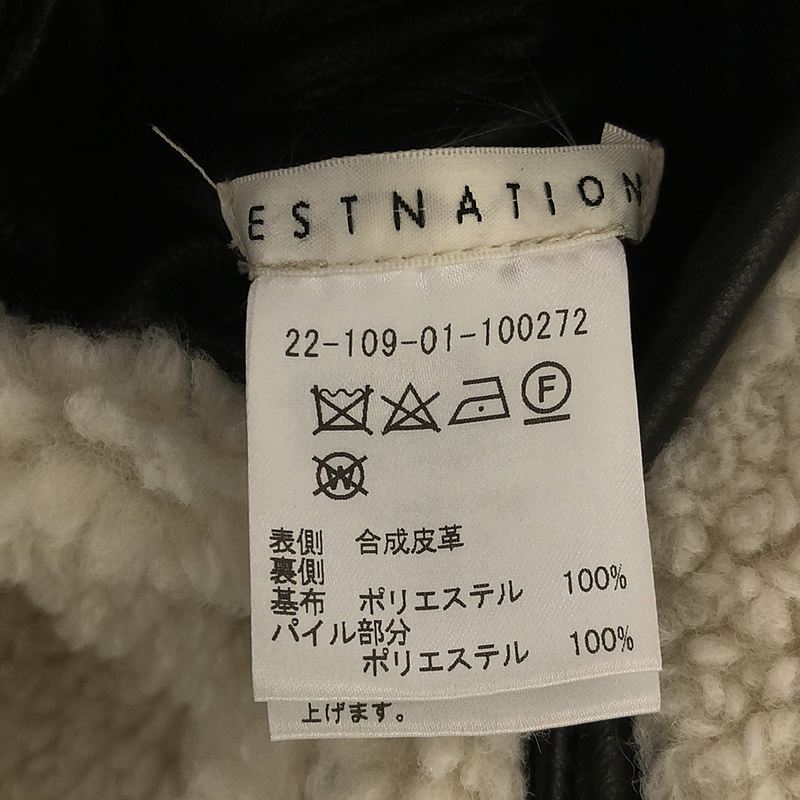 ESTNATION
22-109-01-100272
F
W
表側 合成皮革
裏側
基布 ポリエステル 100%
パイル部分
ポリエステル 100%
上げます。